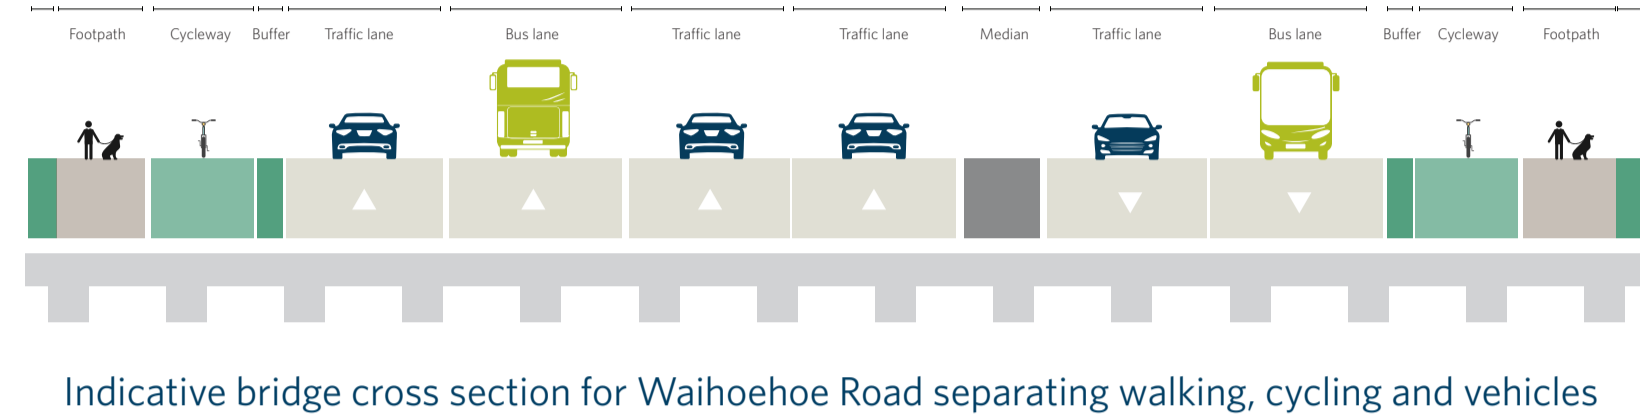 Footpath Cycleway Buffer Traffic lane Bus lane Traffic lane Traffic lane Median Traffic lane Bus lane Buffer Cycleway Footpath
Indicative bridge cross section for Waihoehoe Road separating walking, cycling and vehicles